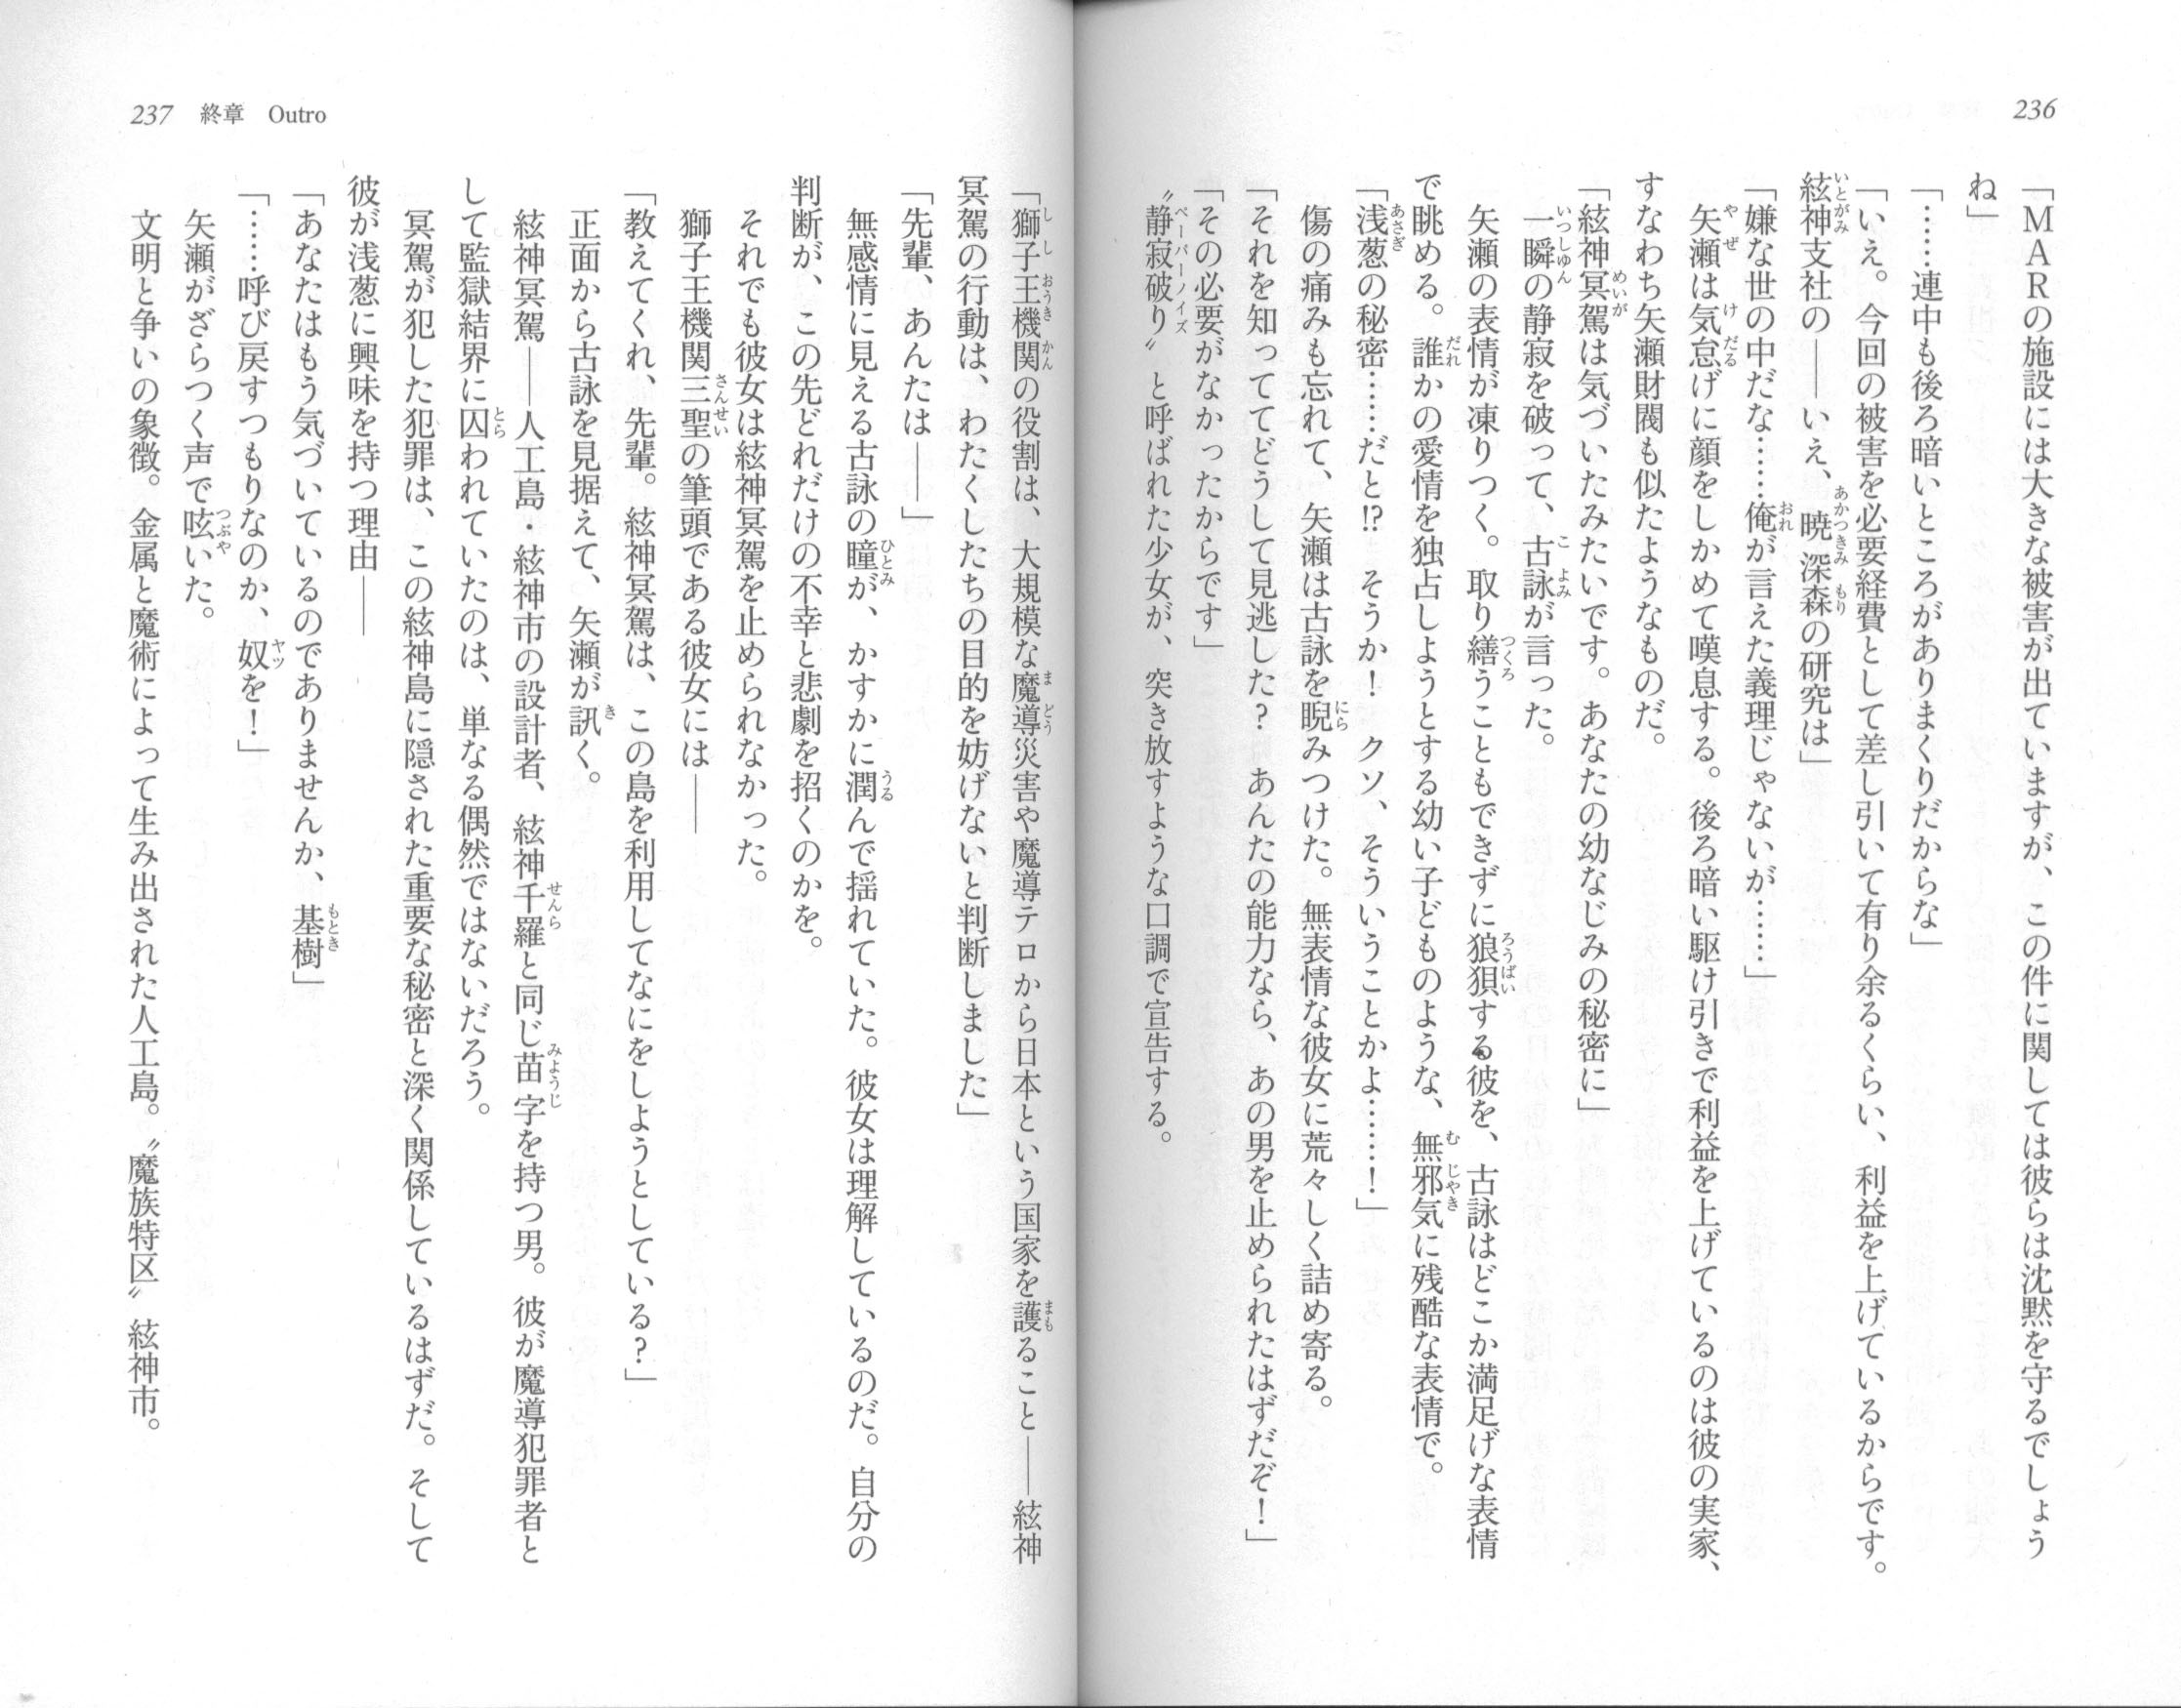 236
「ＭＡＲの施設には大きな被害が出ていますが、この件に関しては彼らは沈黙を守るでしょう
ね」
「……連中も後ろ暗いところがありまくりだからな」
「いえ。今回の被害を必要経費として差し引いて有り余るくらい、利益を上げているからです。
絃神支社の――いえ、暁深森の研究は」
「嫌な世の中だな……俺が言えた義理じゃないが……」
矢瀬は気怠げに顔をしかめて嘆息する。後ろ暗い駆け引きで利益を上げているのは彼の実家、
すなわち矢瀬財閥も似たようなものだ。
「絃神冥駕は気づいたみたいです。あなたの幼なじみの秘密に」
一瞬の静寂を破って、古詠が言った。
矢瀬の表情が凍りつく。取り繕うこともできずに狼狽する彼を、古詠はどこか満足げな表情
で眺める。誰かの愛情を独占しようとする幼い子どものような、無邪気に残酷な表情で。
「浅葱の秘密……だと!?　そうか！　クソ、そういうことかよ……！」
傷の痛みも忘れて、矢瀬は古詠を睨みつけた。無表情な彼女に荒々しく詰め寄る。
「それを知っててどうして見逃した？　あんたの能力なら、あの男を止められたはずだぞ！」
「その必要がなかったからです」
〝静寂破り〟と呼ばれた少女が、突き放すような口調で宣告する。
237　終章　Outro
「獅子王機関の役割は、大規模な魔導災害や魔導テロから日本という国家を護ること――絃神
冥駕の行動は、わたくしたちの目的を妨げないと判断しました」
「先輩、あんたは――」
無感情に見える古詠の瞳が、かすかに潤んで揺れていた。彼女は理解しているのだ。自分の
判断が、この先どれだけの不幸と悲劇を招くのかを。
それでも彼女は絃神冥駕を止められなかった。
獅子王機関三聖の筆頭である彼女には――
「教えてくれ、先輩。絃神冥駕は、この島を利用してなにをしようとしている？」
正面から古詠を見据えて、矢瀬が訊く。
絃神冥駕――人工島・絃神市の設計者、絃神千羅と同じ苗字を持つ男。彼が魔導犯罪者と
して監獄結界に囚われていたのは、単なる偶然ではないだろう。
冥駕が犯した犯罪は、この絃神島に隠された重要な秘密と深く関係しているはずだ。そして
彼が浅葱に興味を持つ理由――
「あなたはもう気づいているのでありませんか、基樹」
「……呼び戻すつもりなのか、奴を！」
矢瀬がざらつく声で呟いた。
文明と争いの象徴。金属と魔術によって生み出された人工島。〝魔族特区〟絃神市。